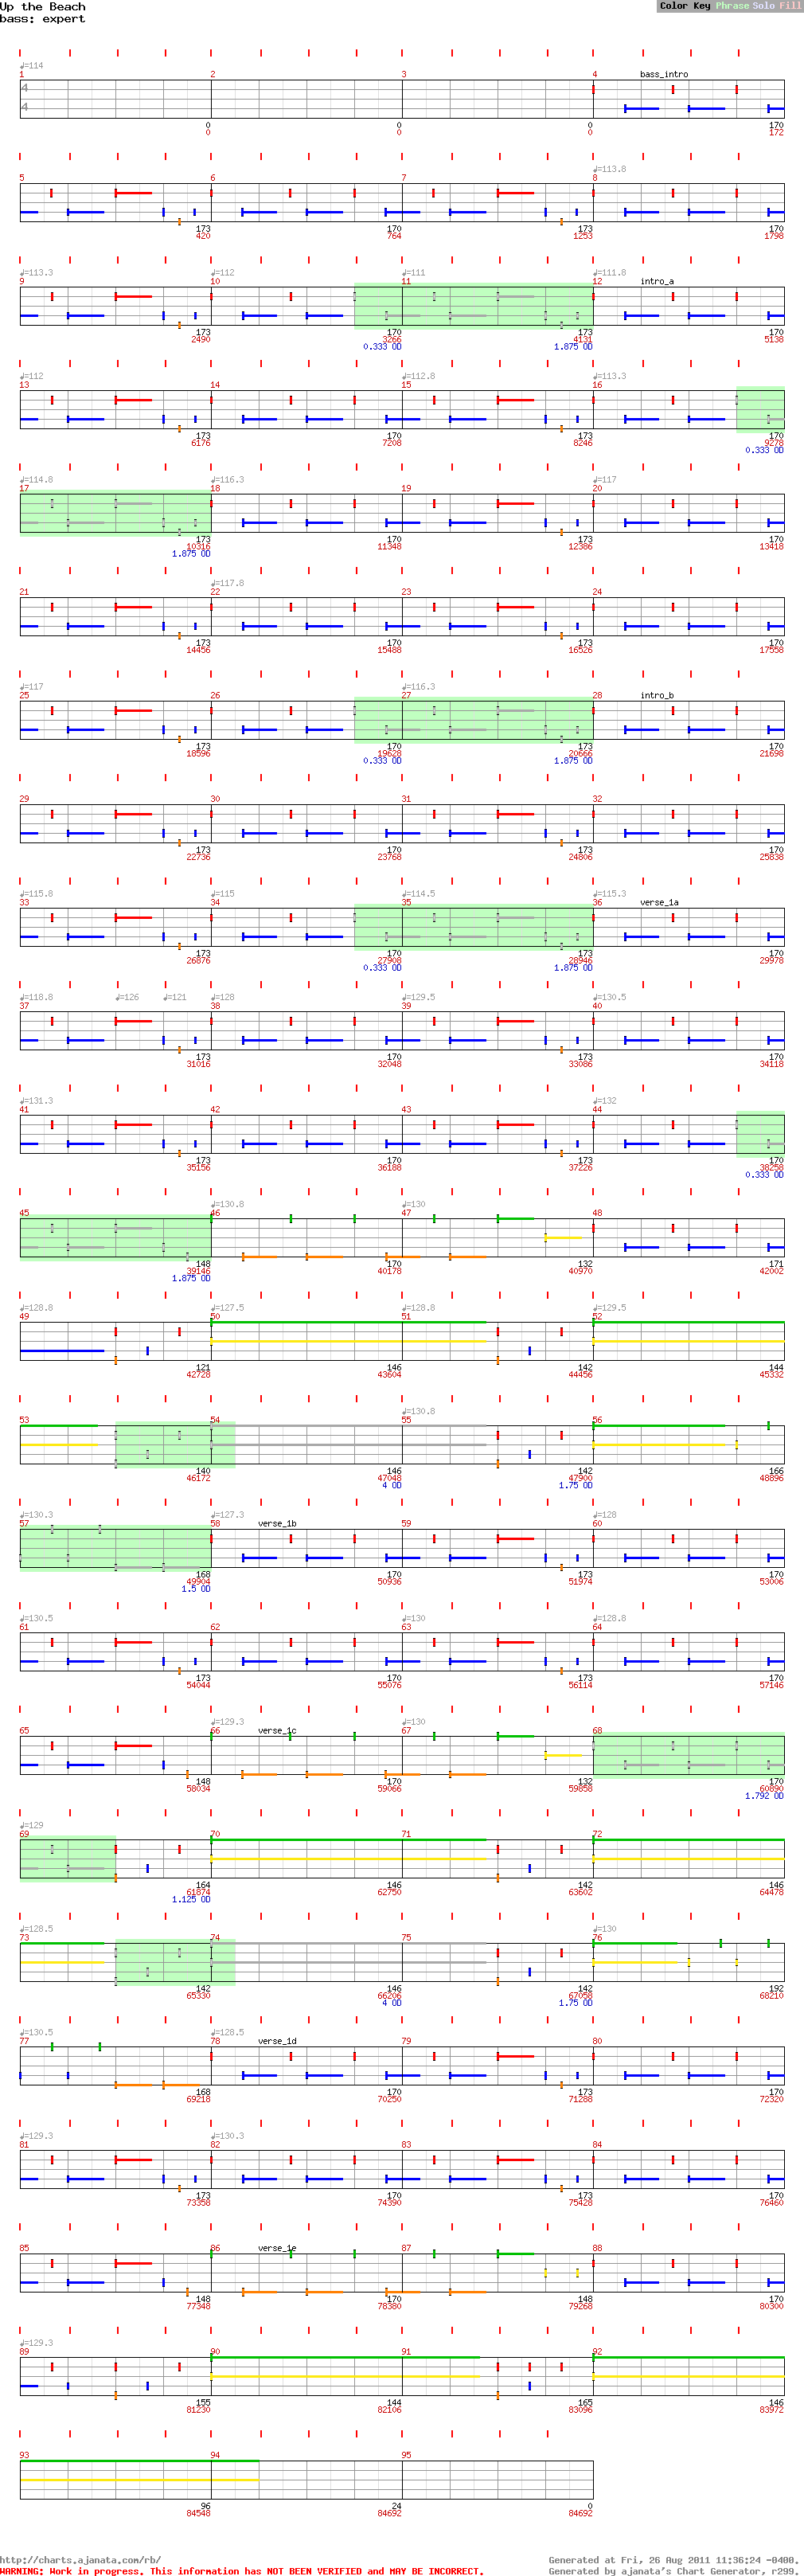 Up the Beach
Color Key Phrase Solo Fill
bass: expert
♩=114
1 2 3 4 bass_intro
4
4
0 0 0 170
0 0 0 172
♩=113.8
5 6 7 8
173 170 173 170
420 764 1253 1798
♩=113.3 ♩=112 ♩=111 ♩=111.8
9 10 11 12 intro_a
173 170 173 170
2490 3266 4131 5138
0.333 OD 1.875 OD
♩=112 ♩=112.8 ♩=113.3
13 14 15 16
173 170 173 170
6176 7208 8246 9278
0.333 OD
♩=114.8 ♩=116.3 ♩=117
17 18 19 20
173 170 173 170
10316 11348 12386 13418
1.875 OD
♩=117.8
21 22 23 24
173 170 173 170
14456 15488 16526 17558
♩=117 ♩=116.3
25 26 27 28 intro_b
173 170 173 170
18596 19628 20666 21698
0.333 OD 1.875 OD
29 30 31 32
173 170 173 170
22736 23768 24806 25838
♩=115.8 ♩=115 ♩=114.5 ♩=115.3
33 34 35 36 verse_1a
173 170 173 170
26876 27908 28946 29978
0.333 OD 1.875 OD
♩=118.8 ♩=126 ♩=121 ♩=128 ♩=129.5 ♩=130.5
37 38 39 40
173 170 173 170
31016 32048 33086 34118
♩=131.3 ♩=132
41 42 43 44
173 170 173 170
35156 36188 37226 38258
0.333 OD
♩=130.8 ♩=130
45 46 47 48
148 170 132 171
39146 40178 40970 42002
1.875 OD
♩=128.8 ♩=127.5 ♩=128.8 ♩=129.5
49 50 51 52
121 146 142 144
42728 43604 44456 45332
♩=130.8
53 54 55 56
140 146 142 166
46172 47048 47900 48896
4 OD 1.75 OD
♩=130.3 ♩=127.3 ♩=128
57 58 verse_1b 59 60
168 170 173 170
49904 50936 51974 53006
1.5 OD
♩=130.5 ♩=130 ♩=128.8
61 62 63 64
173 170 173 170
54044 55076 56114 57146
♩=129.3 ♩=130
65 66 verse_1c 67 68
148 170 132 170
58034 59066 59858 60890
1.792 OD
♩=129
69 70 71 72
164 146 142 146
61874 62750 63602 64478
1.125 OD
♩=128.5 ♩=130
73 74 75 76
142 146 142 192
65330 66206 67058 68210
4 OD 1.75 OD
♩=130.5 ♩=128.5
77 78 verse_1d 79 80
168 170 173 170
69218 70250 71288 72320
♩=129.3 ♩=130.3
81 82 83 84
173 170 173 170
73358 74390 75428 76460
85 86 verse_1e 87 88
148 170 148 170
77348 78380 79268 80300
♩=129.3
89 90 91 92
155 144 165 146
81230 82106 83096 83972
93 94 95
96 24 0
84548 84692 84692
http://charts.ajanata.com/rb/
Generated at Fri, 26 Aug 2011 11:36:24 -0400.
WARNING: Work in progress. This information has NOT BEEN VERIFIED and MAY BE INCORRECT.
Generated by ajanata's Chart Generator, r299.